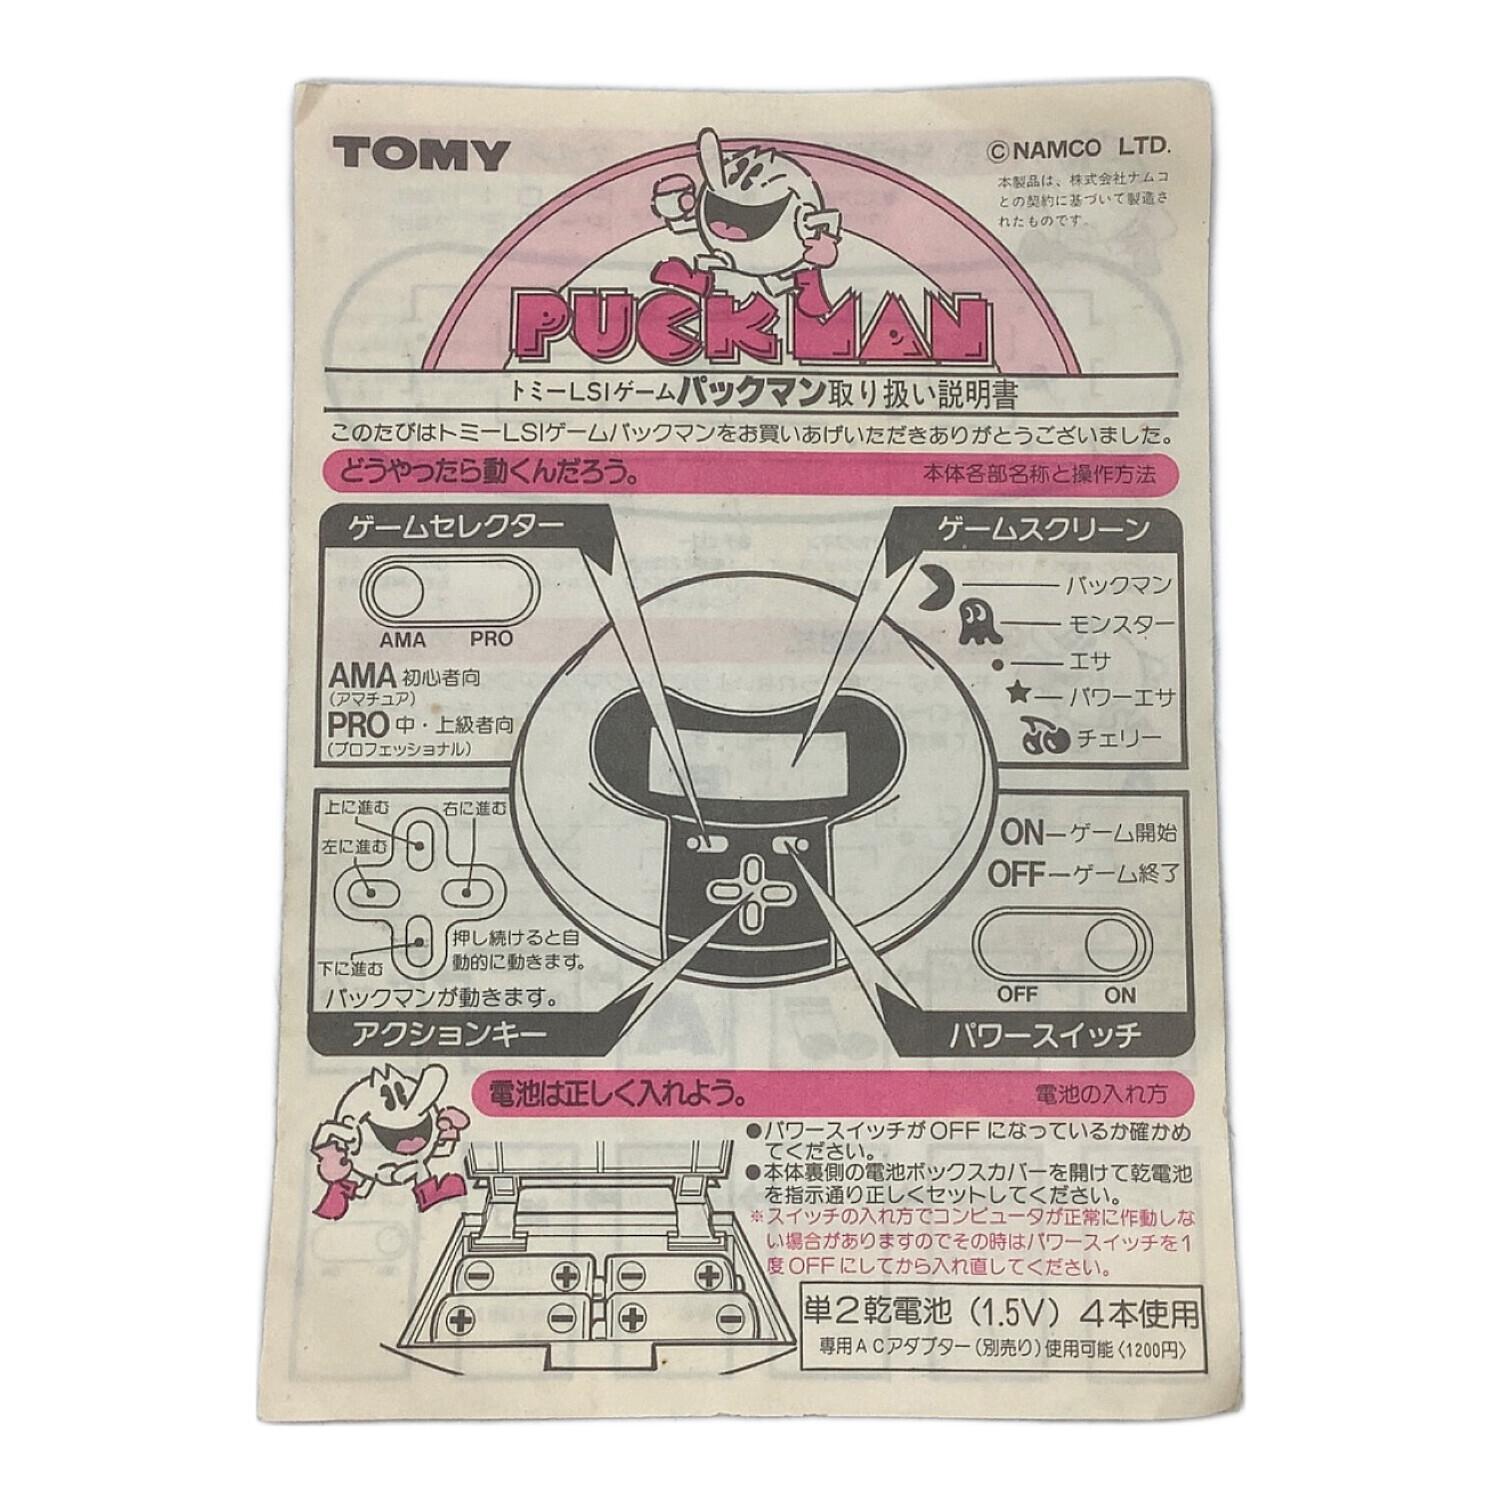 TOMY
©NAMCO LTD.
本製品は、株式会社ナムコ
との契約に基づいて製造さ
れたものです。
PUCKMAN
トミーLSIゲームパックマン取り扱い説明書
このたびはトミーLSIゲームパックマンをお買いあげいただきありがとうございました。
どうやったら動くんだろう。 本体各部名称と操作方法
ゲームセレクター
AMA PRO
AMA 初心者向
(アマチュア)
PRO 中・上級者向
(プロフェッショナル)
ゲームスクリーン
パックマン
モンスター
エサ
パワーエサ
チェリー
上に進む
右に進む
左に進む
下に進む
押し続けると自
動的に動きます。
パックマンが動きます。
アクションキー
ON―ゲーム開始
OFF―ゲーム終了
OFF ON
パワースイッチ
電池は正しく入れよう。 電池の入れ方
●パワースイッチがOFFになっているか確かめ
てください。
●本体裏側の電池ボックスカバーを開けて乾電池
を指示通り正しくセットしてください。
※スイッチの入れ方でコンピュータが正常に作動しな
い場合がありますのでその時はパワースイッチを1
度OFFにしてから入れ直してください。
⊖ ⊕ ⊖ ⊕
⊕ ⊖ ⊕ ⊖
単2乾電池（1.5V）4本使用
専用ACアダプター(別売り)使用可能〈1200円〉